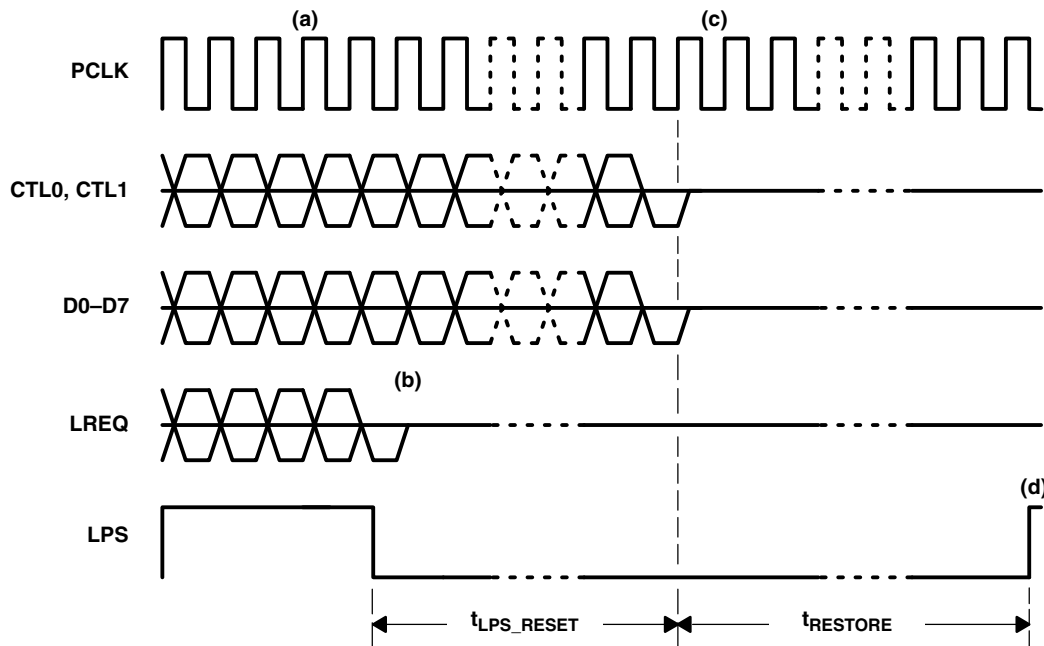 (a)
(c)
PCLK
CTL0, CTL1
D0–D7
(b)
LREQ
(d)
LPS
tLPS_RESET
tRESTORE